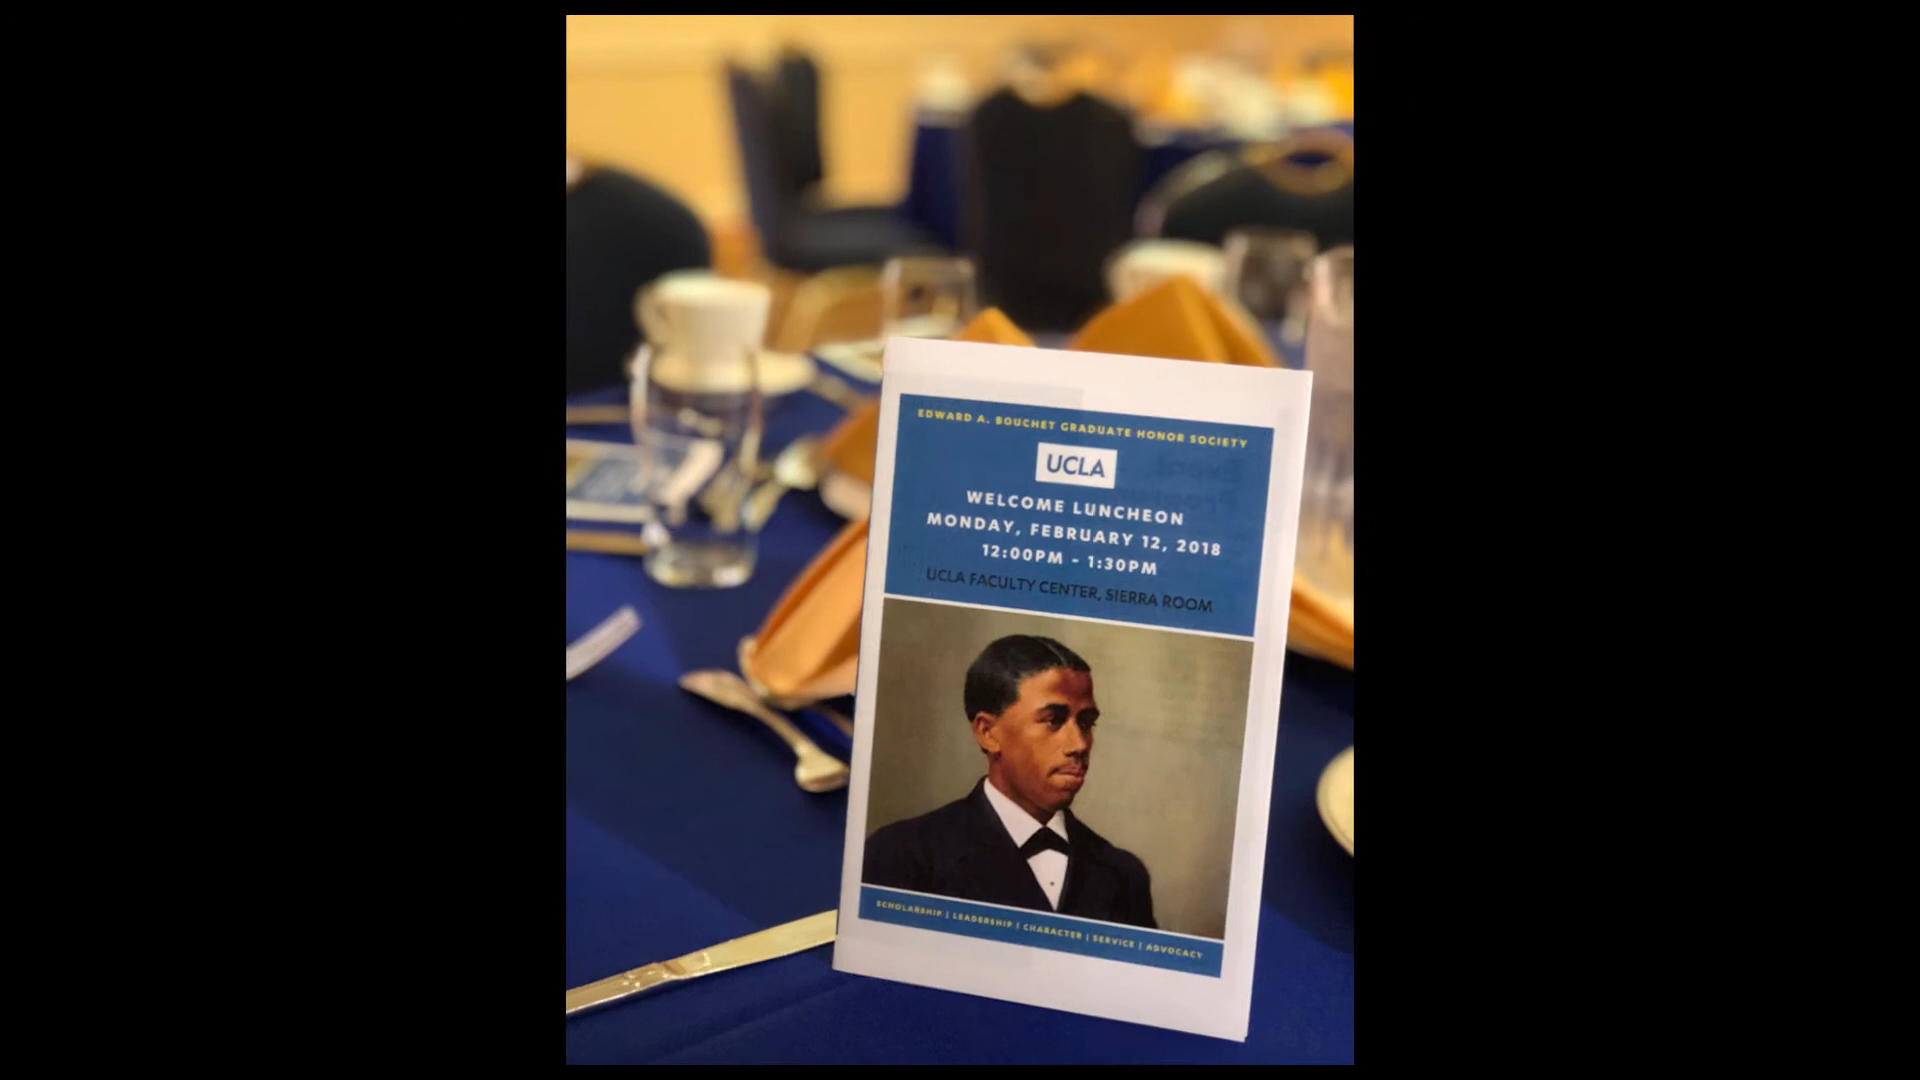 EDWARD A. BOUCHET GRADUATE HONOR SOCIETY
UCLA
WELCOME LUNCHEON
MONDAY, FEBRUARY 12, 2018
12:00PM - 1:30PM
UCLA FACULTY CENTER, SIERRA ROOM
SCHOLARSHIP | LEADERSHIP | CHARACTER | SERVICE | ADVOCACY